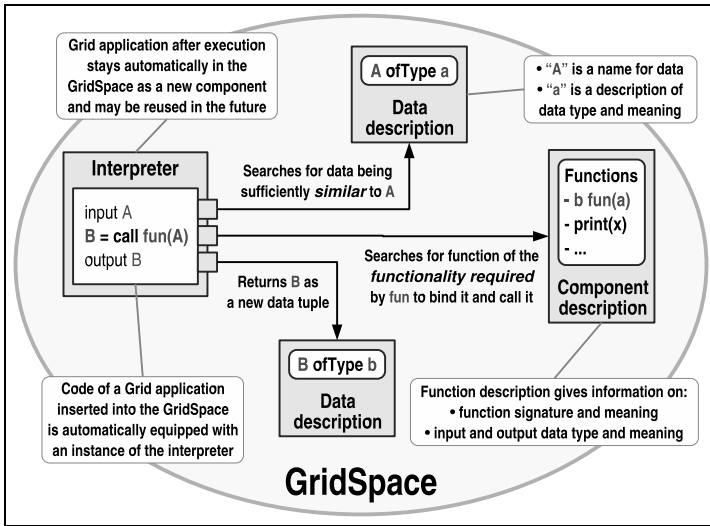 Grid application after execution
stays automatically in the
GridSpace as a new component
and may be reused in the future
A ofType a
Data
description
• “A” is a name for data
• “a” is a description of
data type and meaning
Interpreter
input A
B = call fun(A)
output B
Searches for data being
sufficiently similar to A
Functions
- b fun(a)
- print(x)
- ...
Component
description
Searches for function of the
functionality required
by fun to bind it and call it
Returns B as
a new data tuple
B ofType b
Data
description
Code of a Grid application
inserted into the GridSpace
is automatically equipped with
an instance of the interpreter
Function description gives information on:
• function signature and meaning
• input and output data type and meaning
GridSpace